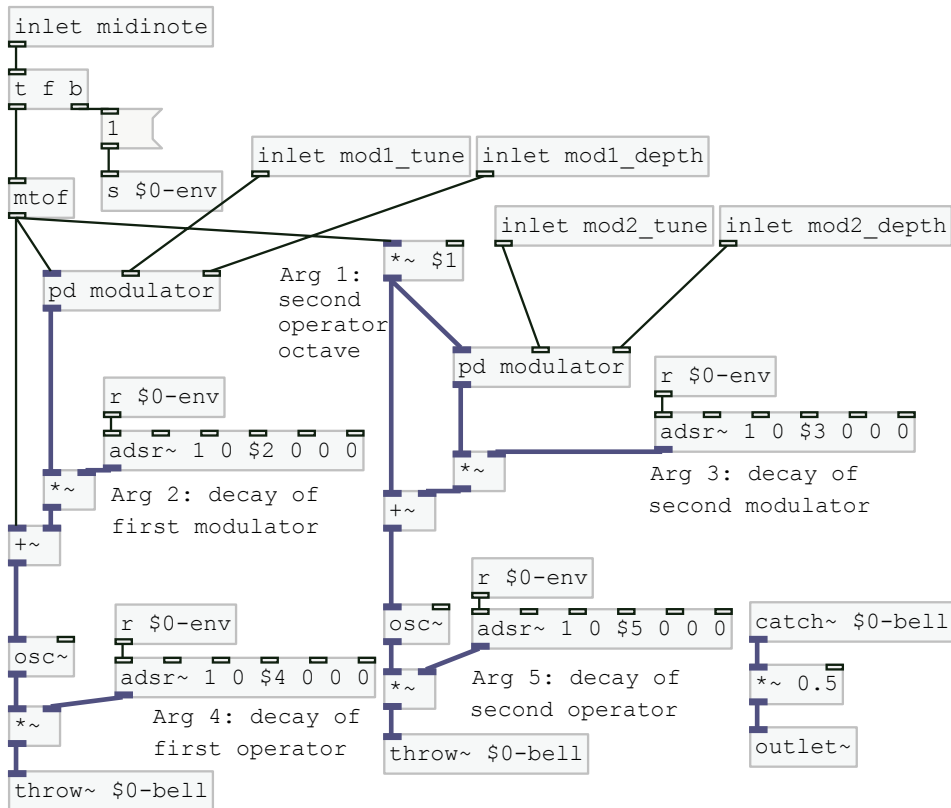 inlet midinote
t f b
1
inlet mod1_tune
inlet mod1_depth
s $0-env
mtof
inlet mod2_tune
inlet mod2_depth
*~ $1
pd modulator
Arg 1:
second
operator
octave
pd modulator
r $0-env
r $0-env
adsr~ 1 0 $3 0 0 0
adsr~ 1 0 $2 0 0 0
*~
*~
Arg 3: decay of
second modulator
Arg 2: decay of
first modulator
+~
+~
r $0-env
r $0-env
osc~
adsr~ 1 0 $5 0 0 0
catch~ $0-bell
osc~
adsr~ 1 0 $4 0 0 0
*~
Arg 5: decay of
second operator
*~ 0.5
*~
Arg 4: decay of
first operator
throw~ $0-bell
outlet~
throw~ $0-bell